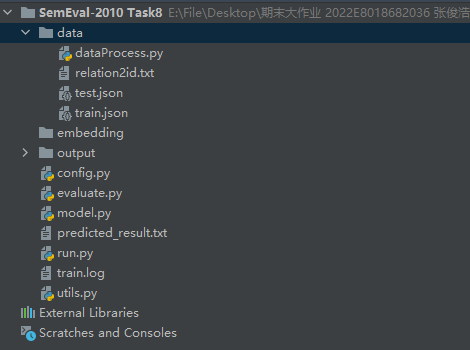 SemEval-2010 Task8 E:\File\Desktop\期末大作业 2022E8018682036 张俊浩
data
dataProcess.py
relation2id.txt
test.json
train.json
embedding
output
config.py
evaluate.py
model.py
predicted_result.txt
run.py
train.log
utils.py
External Libraries
Scratches and Consoles